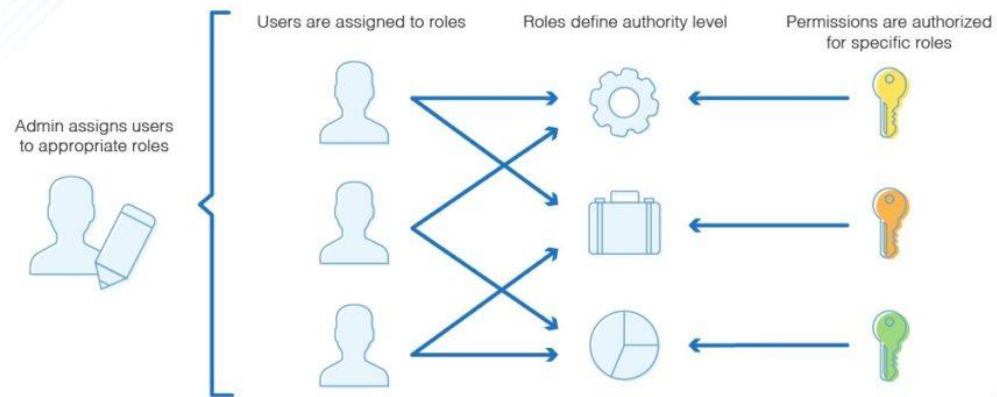 Users are assigned to roles
Roles define authority level
Permissions are authorized
for specific roles
Admin assigns users
to appropriate roles